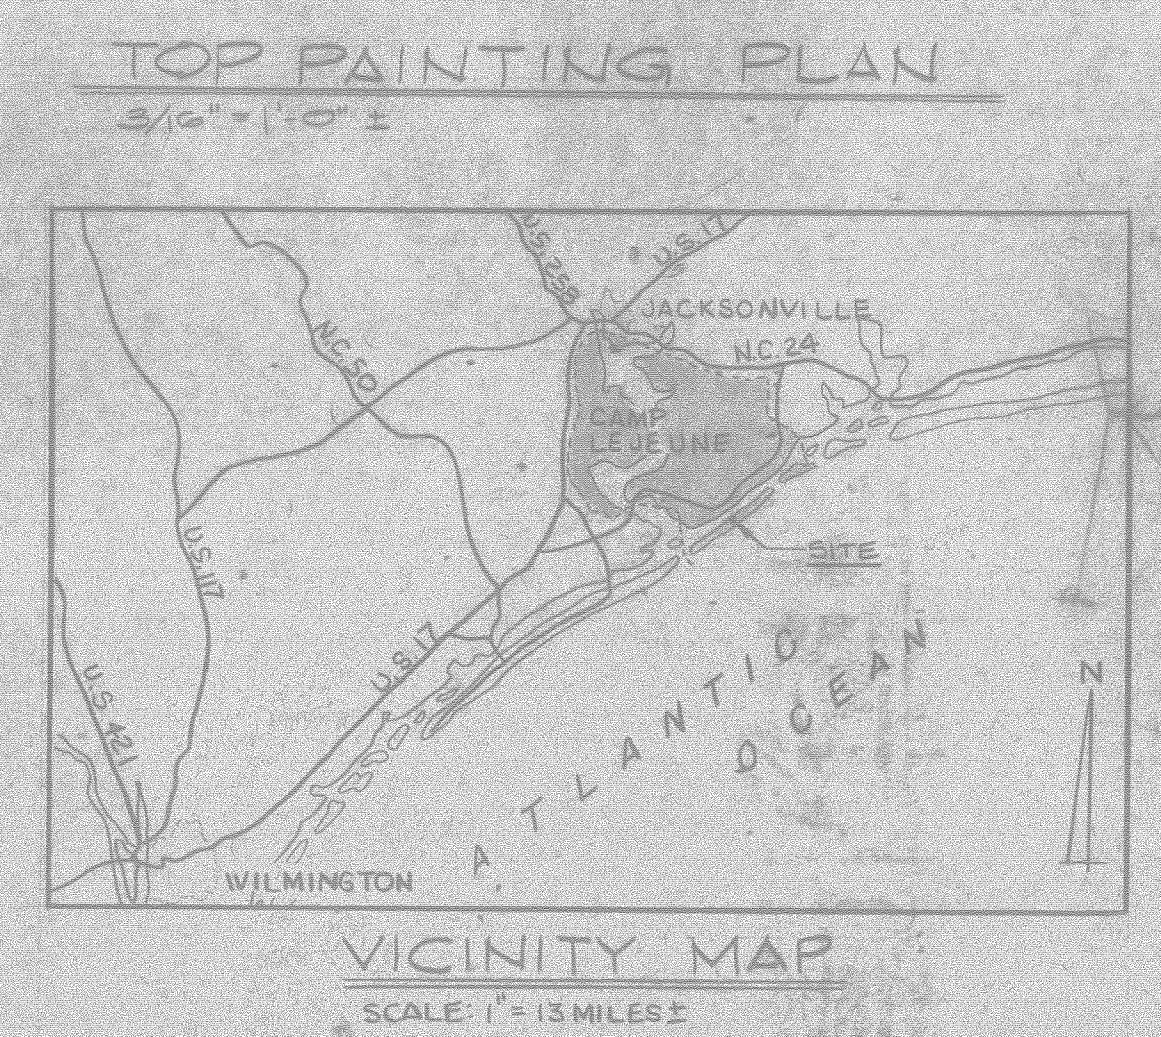 TOP PAINTING PLAN
3/16" = 1'-0" ±
U.S. 258
U.S. 17
JACKSONVILLE
N.C. 24
N.C. 50
CAMP
LEJEUNE
U.S. 117
SITE
U.S. 17
U.S. 421
ATLANTIC
OCEAN
N
WILMINGTON
VICINITY MAP
SCALE: 1" = 13 MILES ±